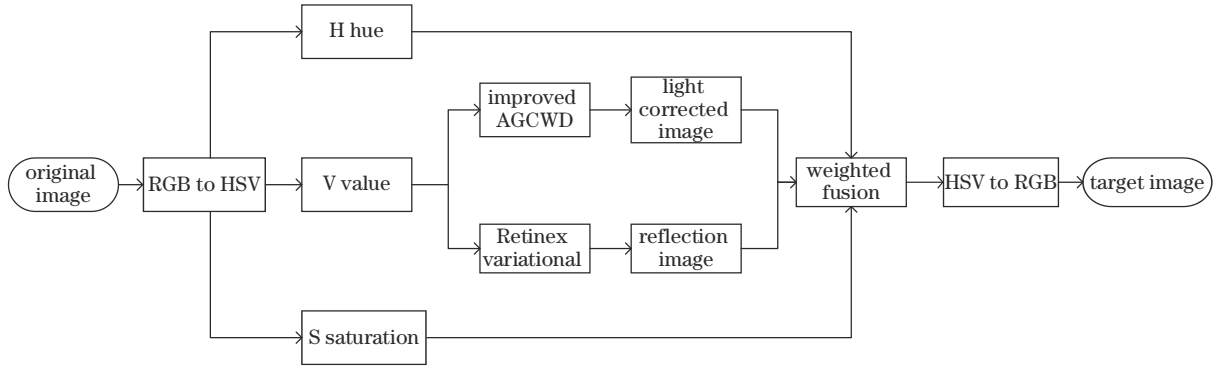 H hue
improved
AGCWD
light
corrected
image
original
image
RGB to HSV
V value
weighted
fusion
HSV to RGB
target image
Retinex
variational
reflection
image
S saturation